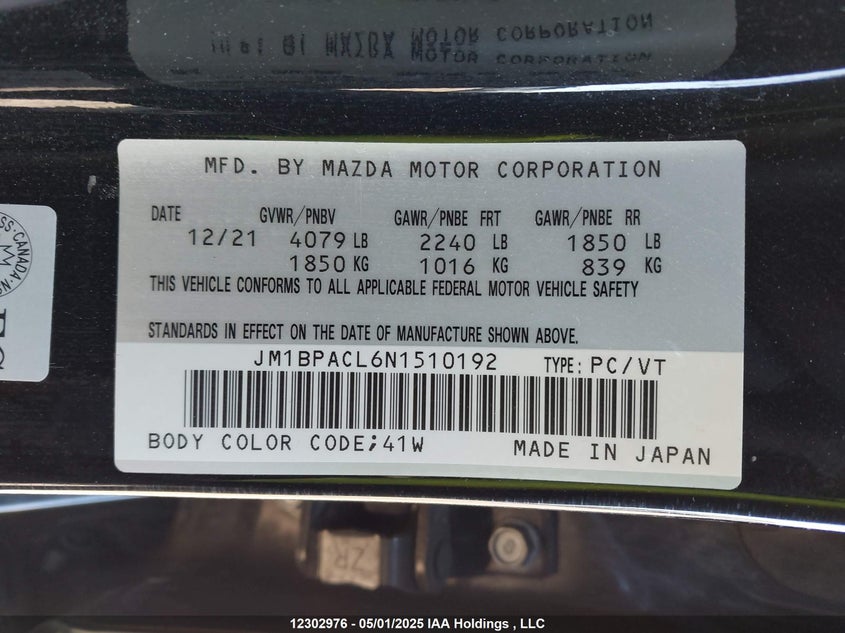 MFD. BY MAZDA MOTOR CORPORATION
DATE GVWR/PNBV GAWR/PNBE FRT GAWR/PNBE RR
12/21 4079 LB 2240 LB 1850 LB
1850 KG 1016 KG 839 KG
THIS VEHICLE CONFORMS TO ALL APPLICABLE FEDERAL MOTOR VEHICLE SAFETY
STANDARDS IN EFFECT ON THE DATE OF MANUFACTURE SHOWN ABOVE.
JM1BPACL6N1510192 TYPE: PC/VT
BODY COLOR CODE;41W MADE IN JAPAN
CANADA
ZR
12302976 - 05/01/2025 IAA Holdings , LLC